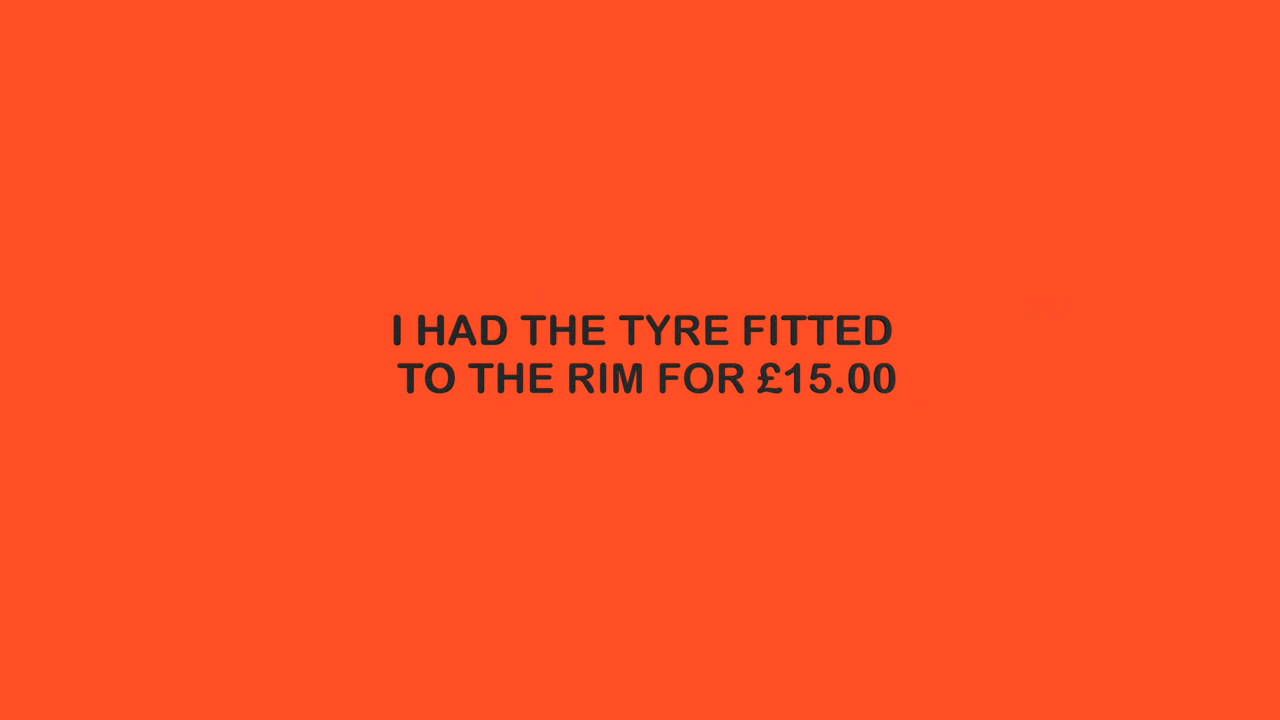 I HAD THE TYRE FITTED
TO THE RIM FOR £15.00